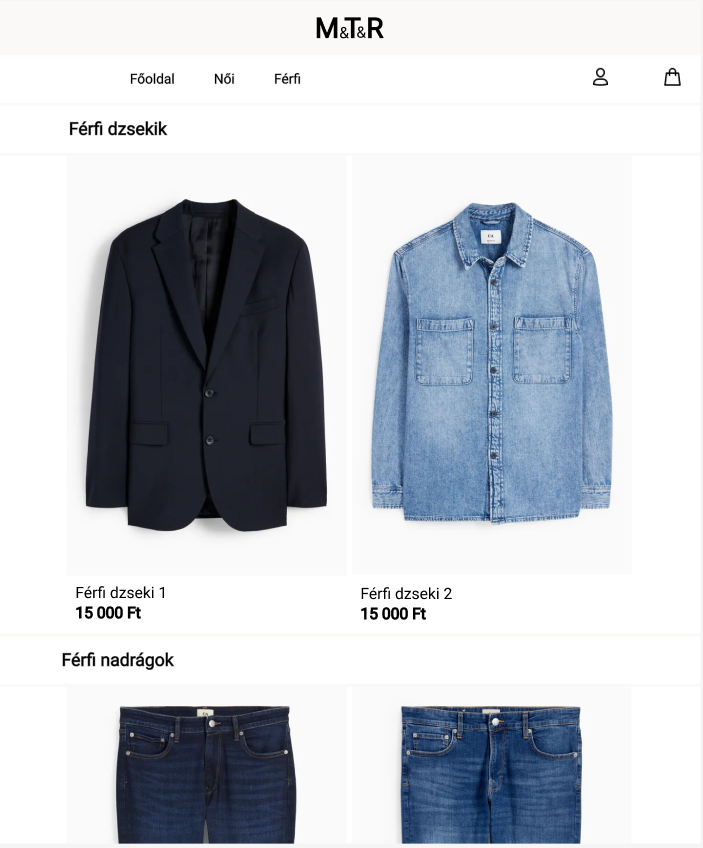 M&T&R
Főoldal Női Férfi
Férfi dzsekik
Férfi dzseki 1 Férfi dzseki 2
15 000 Ft 15 000 Ft
Férfi nadrágok